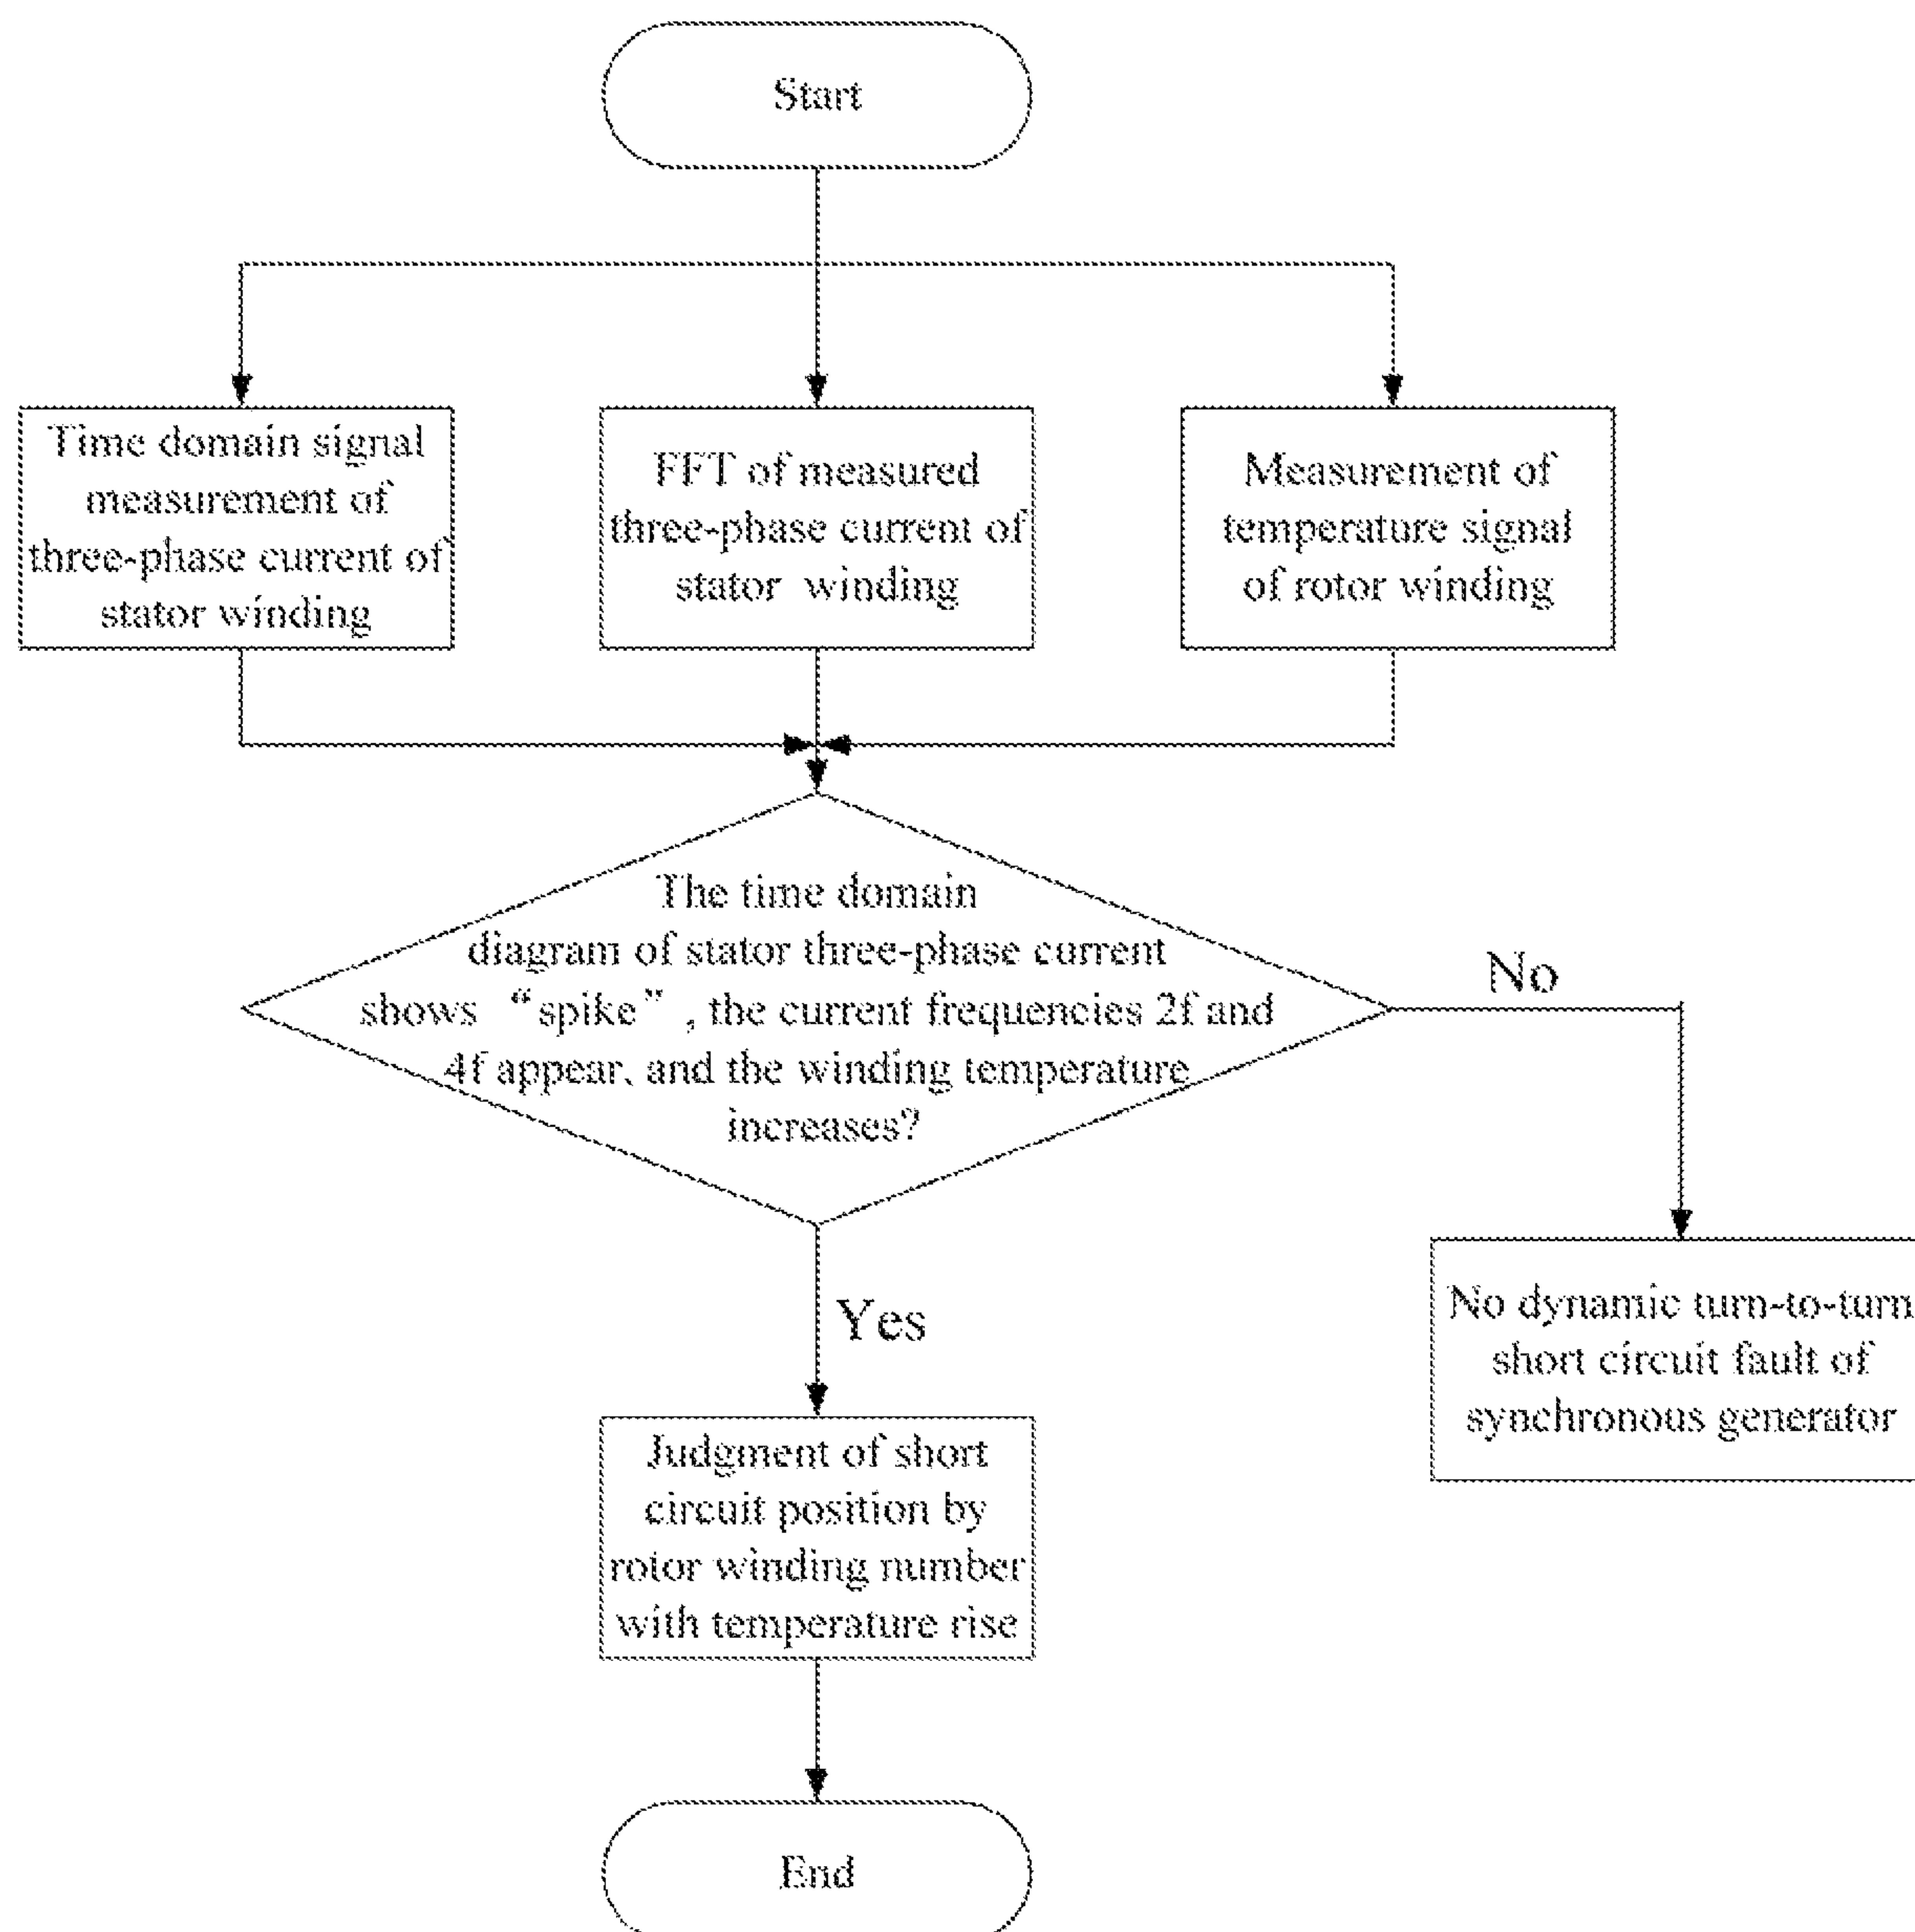 Start
Time domain signal
measurement of
three-phase current of
stator winding
FFT of measured
three-phase current of
stator winding
Measurement of
temperature signal
of rotor winding
The time domain
diagram of stator three-phase current
shows “spike”, the current frequencies 2f and
4f appear, and the winding temperature
increases?
No
Yes
No dynamic turn-to-turn
short circuit fault of
synchronous generator
Judgment of short
circuit position by
rotor winding number
with temperature rise
End